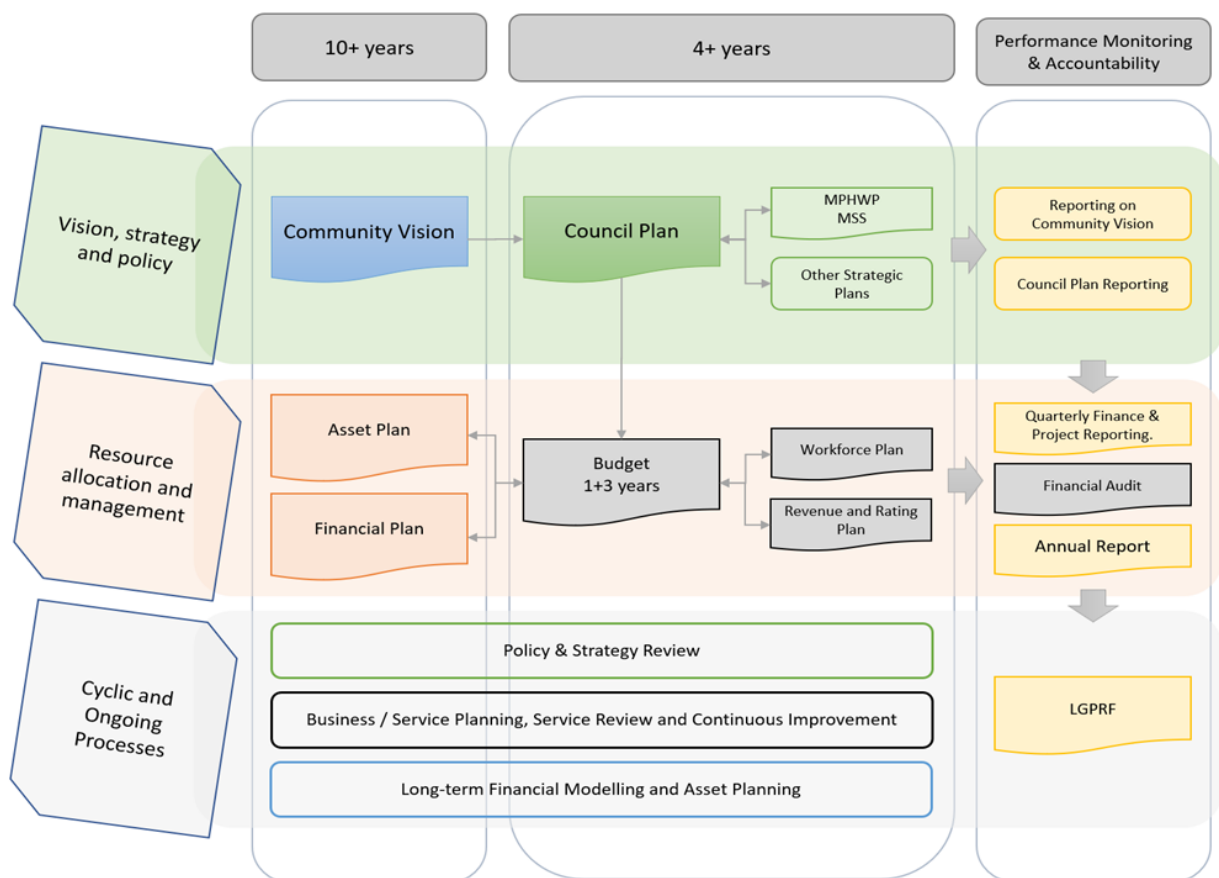 10+ years
4+ years
Performance Monitoring
& Accountability
Vision, strategy
and policy
Community Vision
Council Plan
MPHWP
MSS
Other Strategic
Plans
Reporting on
Community Vision
Council Plan Reporting
Resource
allocation and
management
Asset Plan
Financial Plan
Budget
1+3 years
Workforce Plan
Revenue and Rating
Plan
Quarterly Finance &
Project Reporting.
Financial Audit
Annual Report
Cyclic and
Ongoing
Processes
Policy & Strategy Review
Business / Service Planning, Service Review and Continuous Improvement
Long-term Financial Modelling and Asset Planning
LGPRF